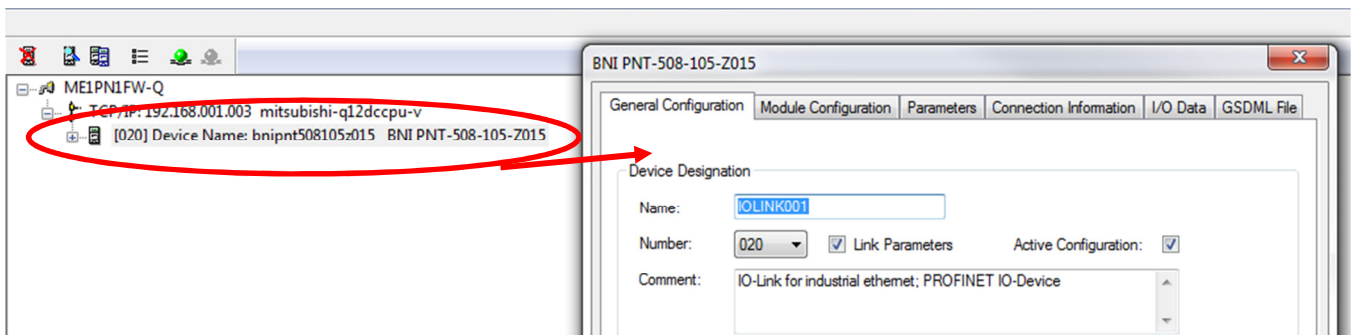 ME1PN1FW-Q
TCP/IP: 192.168.001.003 mitsubishi-q12dccpu-v
[020] Device Name: bnipnt508105z015 BNI PNT-508-105-Z015
BNI PNT-508-105-Z015
General Configuration Module Configuration Parameters Connection Information I/O Data GSDML File
Device Designation
Name: IOLINK001
Number: 020 Link Parameters Active Configuration:
Comment: IO-Link for industrial ethernet; PROFINET IO-Device